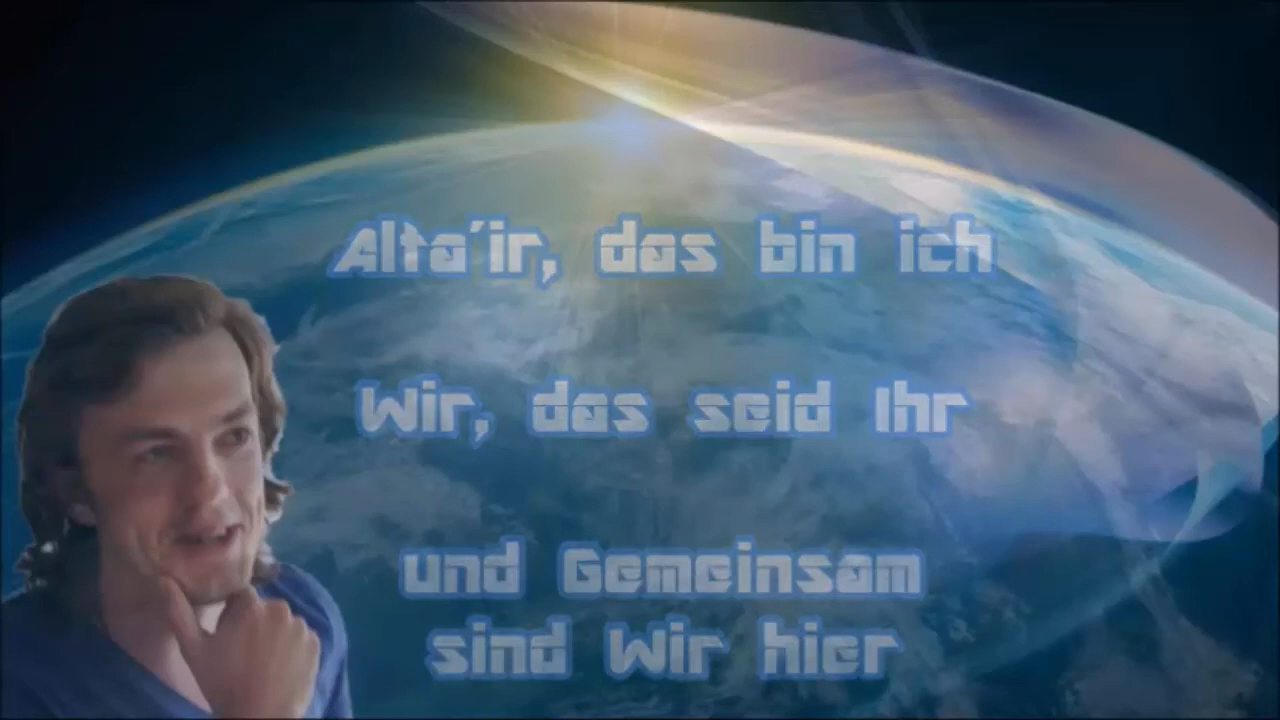 Alta'ir, das bin ich
Wir, das seid Ihr
und Gemeinsam
sind Wir hier